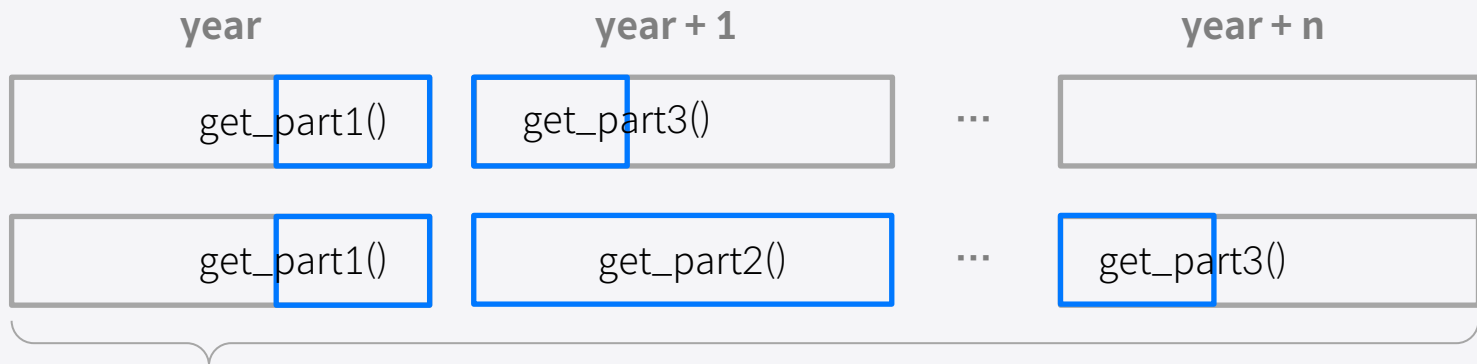 year year + 1 year + n
get_part1() get_part3() ...
get_part1() get_part2() ... get_part3()